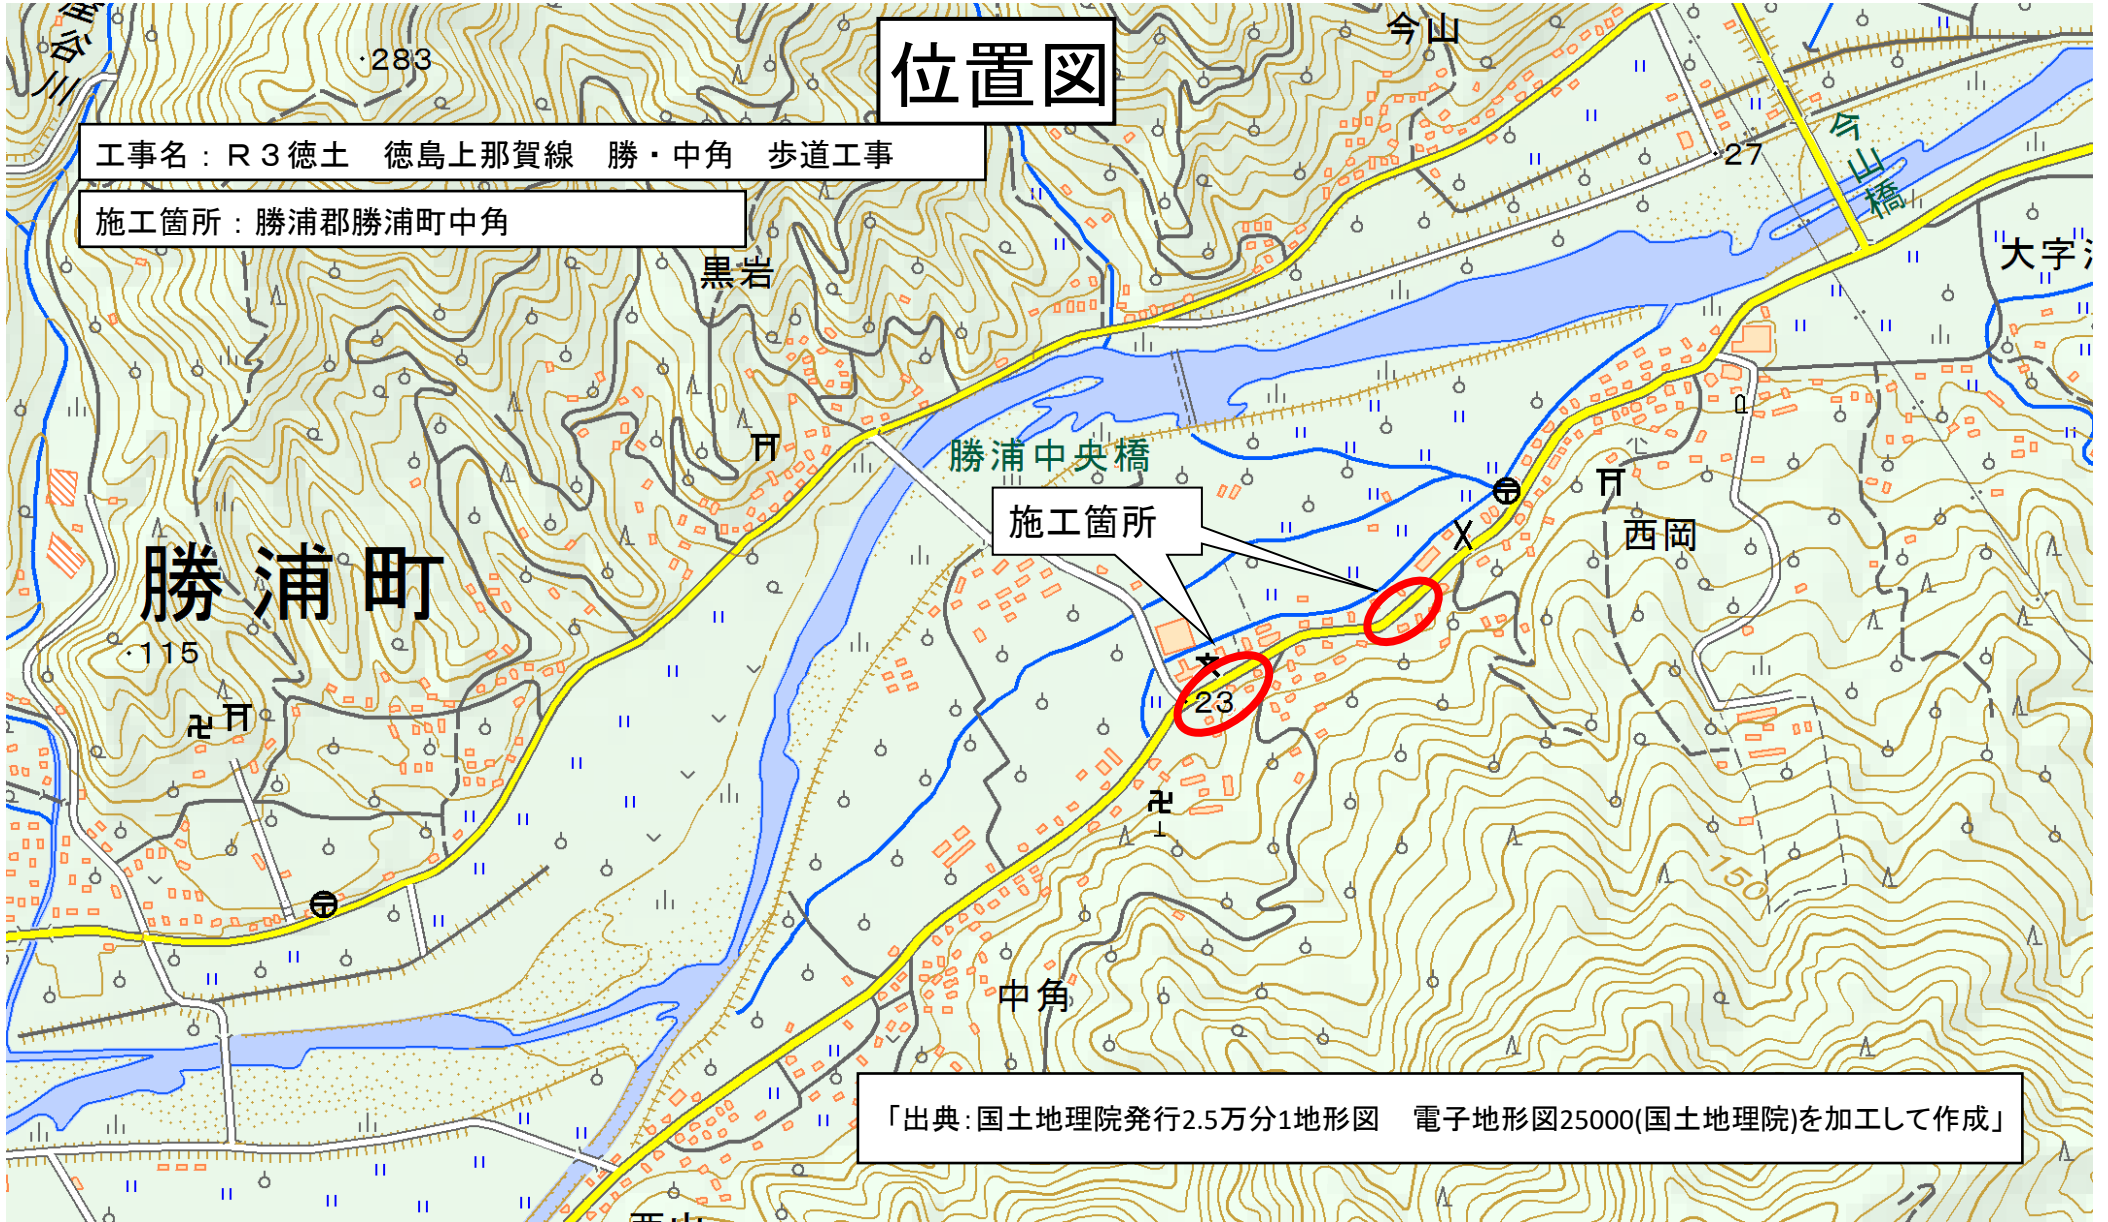 位置図
工事名：Ｒ３徳土　徳島上那賀線　勝・中角　歩道工事
施工箇所：勝浦郡勝浦町中角
谷川
283
今山
27
今山橋
大字
黒岩
勝浦中央橋
施工箇所
西岡
勝浦町
115
23
150
中角
「出典：国土地理院発行2.5万分1地形図　電子地形図25000(国土地理院)を加工して作成」